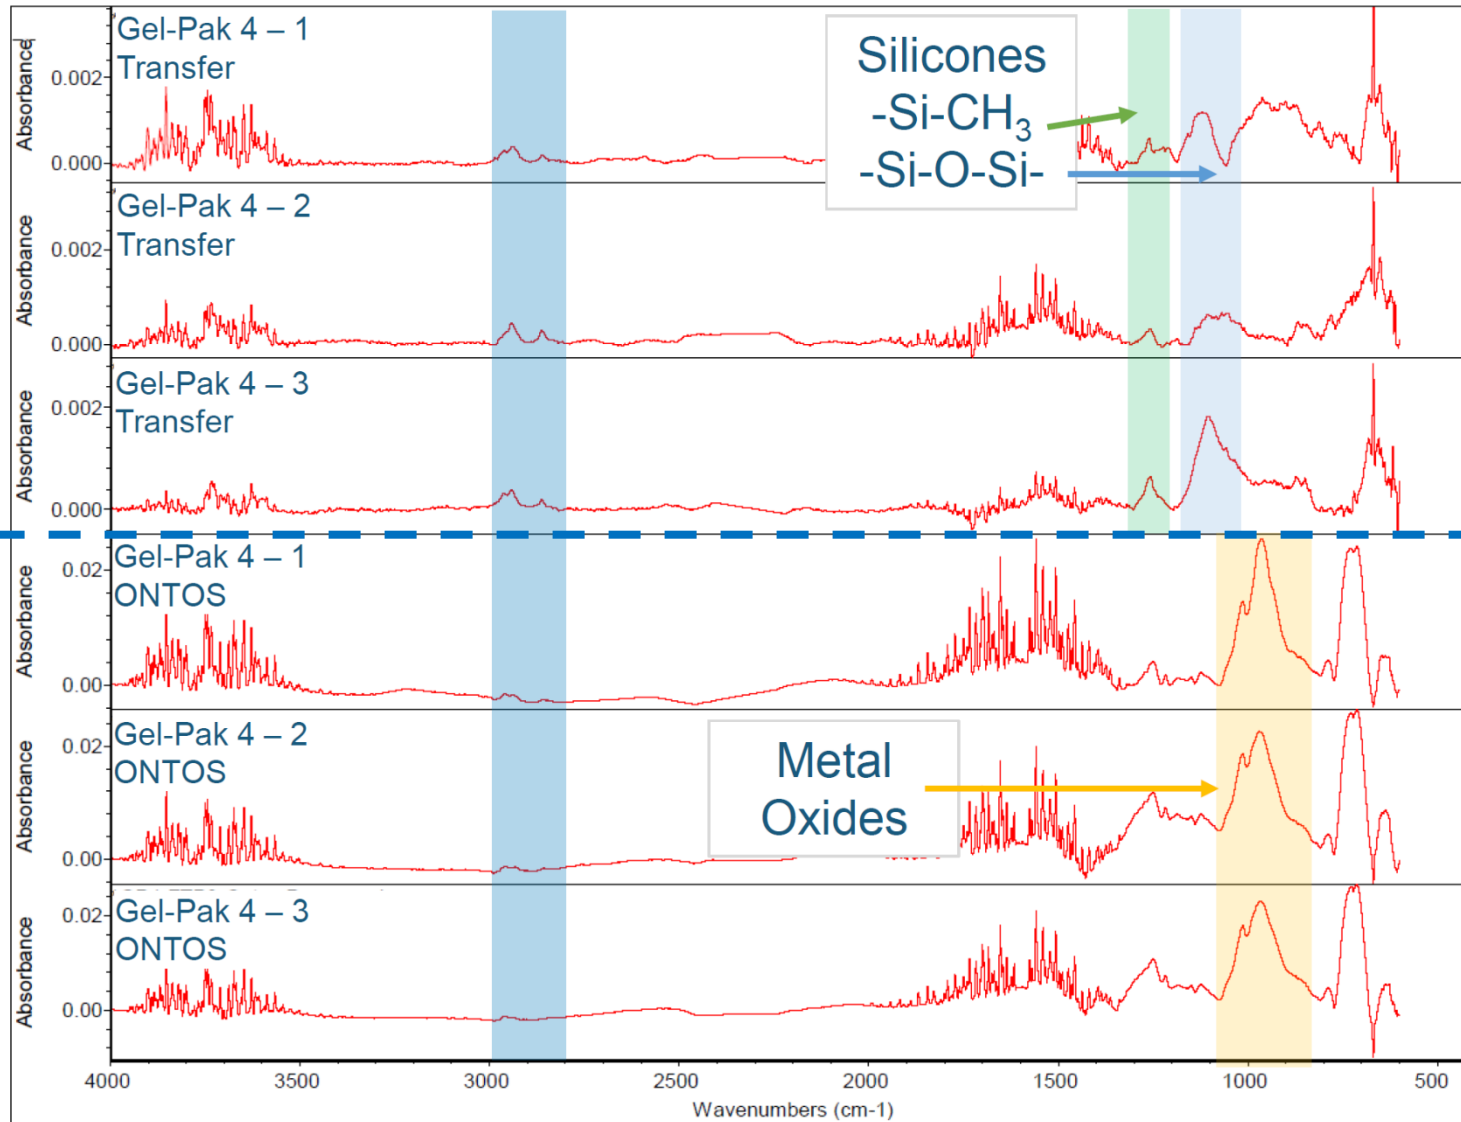 Gel-Pak 4 – 1
Transfer
Absorbance
0.002
0.000
Silicones
-Si-CH3
-Si-O-Si-
Gel-Pak 4 – 2
Transfer
Absorbance
0.002
0.000
Gel-Pak 4 – 3
Transfer
Absorbance
0.002
0.000
Gel-Pak 4 – 1
ONTOS
Absorbance
0.02
0.00
Gel-Pak 4 – 2
ONTOS
Absorbance
0.02
0.00
Metal
Oxides
Gel-Pak 4 – 3
ONTOS
Absorbance
0.02
0.00
4000 3500 3000 2500 2000 1500 1000 500
Wavenumbers (cm-1)